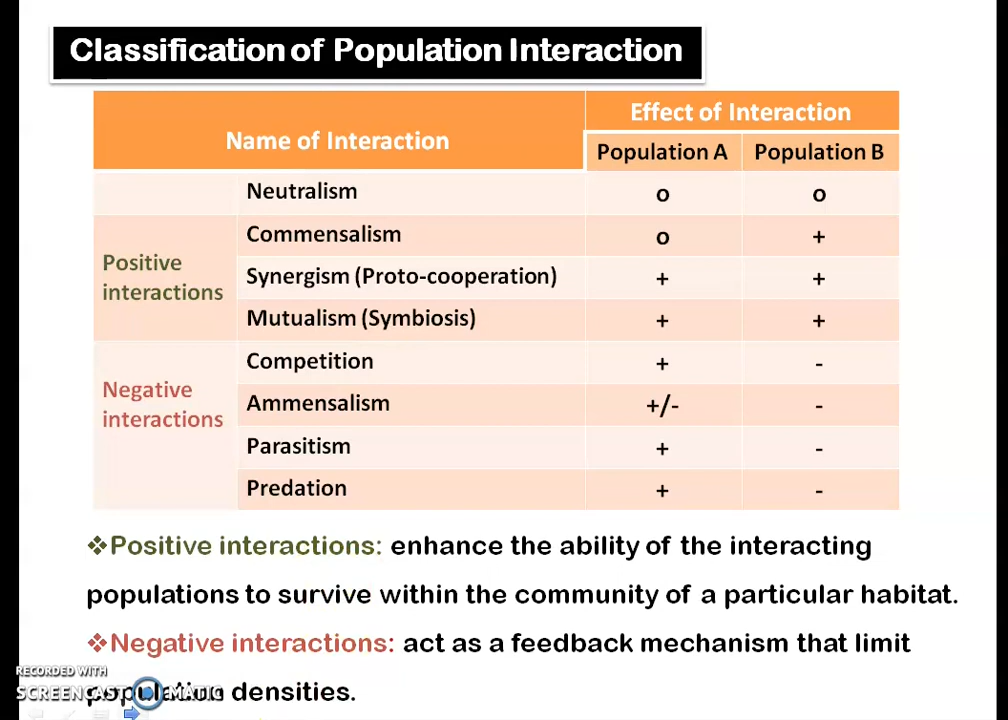 Classification of Population Interaction
Effect of Interaction
Name of Interaction
Population A Population B
Neutralism o o
Commensalism o +
Positive
interactions
Synergism (Proto-cooperation) + +
Mutualism (Symbiosis) + +
Competition + -
Negative
interactions
Ammensalism +/- -
Parasitism + -
Predation + -
❖Positive interactions: enhance the ability of the interacting
populations to survive within the community of a particular habitat.
❖Negative interactions: act as a feedback mechanism that limit
population densities.
RECORDED WITH
SCREENCAST MATIC